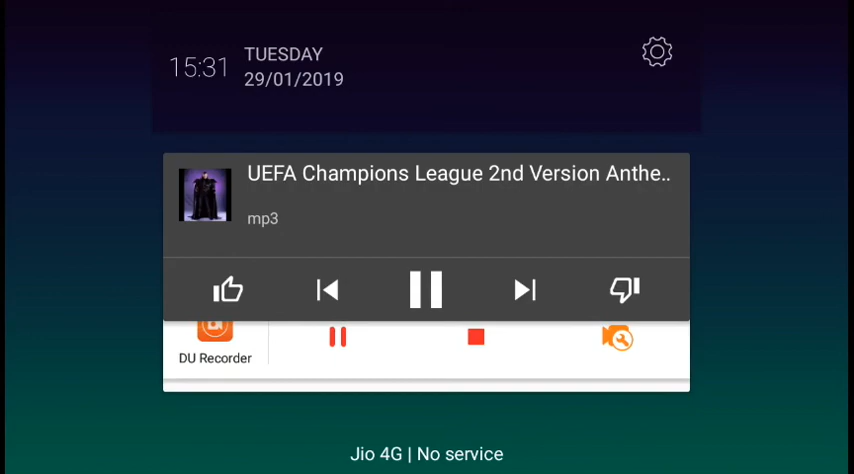 15:31
TUESDAY
29/01/2019
UEFA Champions League 2nd Version Anthe..
mp3
DU Recorder
Jio 4G | No service